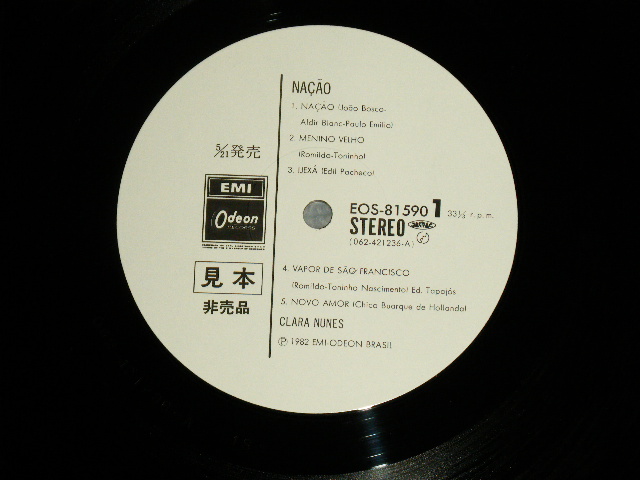 NAÇÃO
1. NAÇÃO (João Bosco-
Aldir Blanc-Paulo Emilio)
2. MENINO VELHO
(Romildo-Toninho)
3. IJEXÁ (Edil Pacheco)
5/21発売
EMI
Odeon
見本
非売品
EOS-81590 1 33⅓ r.p.m.
STEREO
(062-421236-A)
4. VAPOR DE SÃO FRANCISCO
(Romildo-Toninho Nascimento) Ed. Tapajós
5. NOVO AMOR (Chico Buarque de Hollanda)
CLARA NUNES
Ⓟ 1982 EMI-ODEON BRASIL